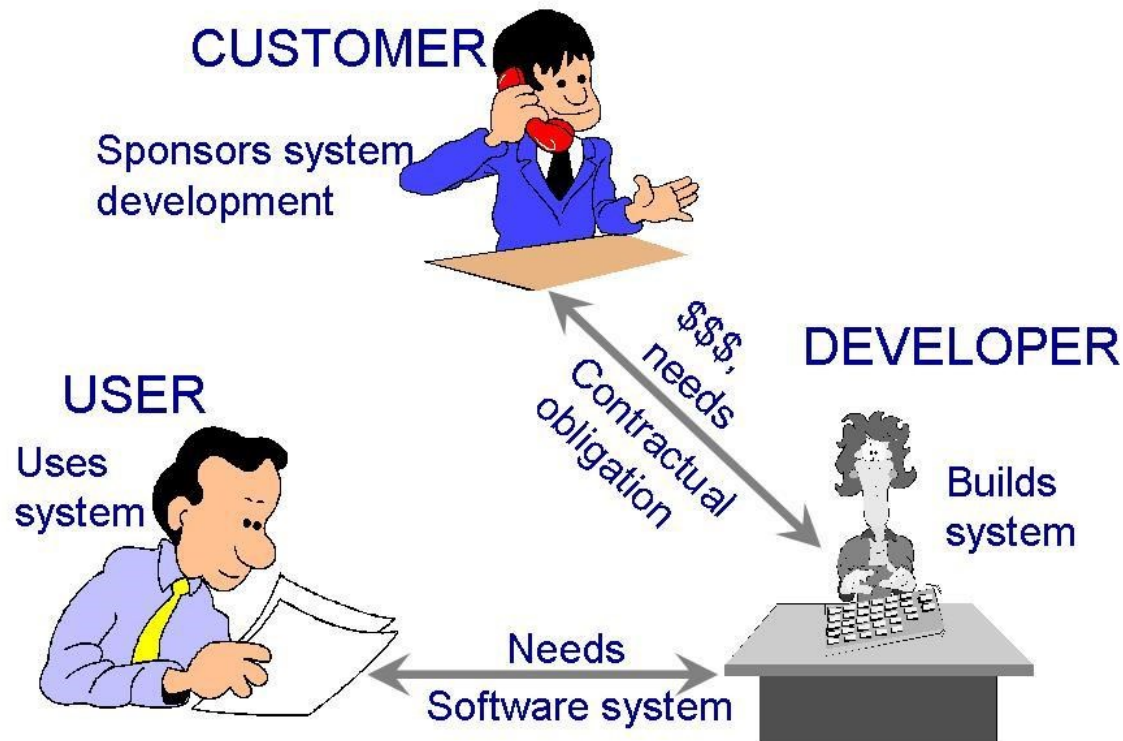 CUSTOMER
Sponsors system
development
$$$,
needs
Contractual
obligation
DEVELOPER
Builds
system
USER
Uses
system
Needs
Software system